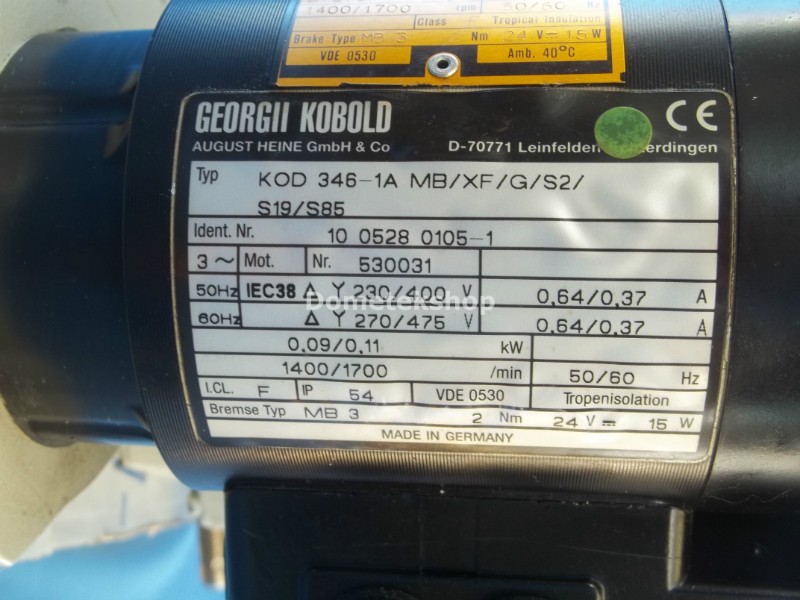 1400/1700 rpm 50/60 Hz
Class F Tropical Insulation
Brake Type MB 3 2 Nm 24 V 15 W
VDE 0530 Amb. 40°C
GEORGII KOBOLD CE
AUGUST HEINE GmbH & Co D-70771 Leinfelden
Typ KOD 346-1A MB/XF/G/S2/
S19/S85
Ident. Nr. 10 0528 0105-1
3 ~ Mot. Nr. 530031
50Hz IEC38 Δ Y 230/400 V 0,64/0,37 A
60Hz Δ Y 270/475 V 0,64/0,37 A
0,09/0,11 kW
1400/1700 /min 50/60 Hz
I.CL. F IP 54 VDE 0530 Tropenisolation
Bremse Typ MB 3 2 Nm 24 V 15 W
MADE IN GERMANY
Dometekshop